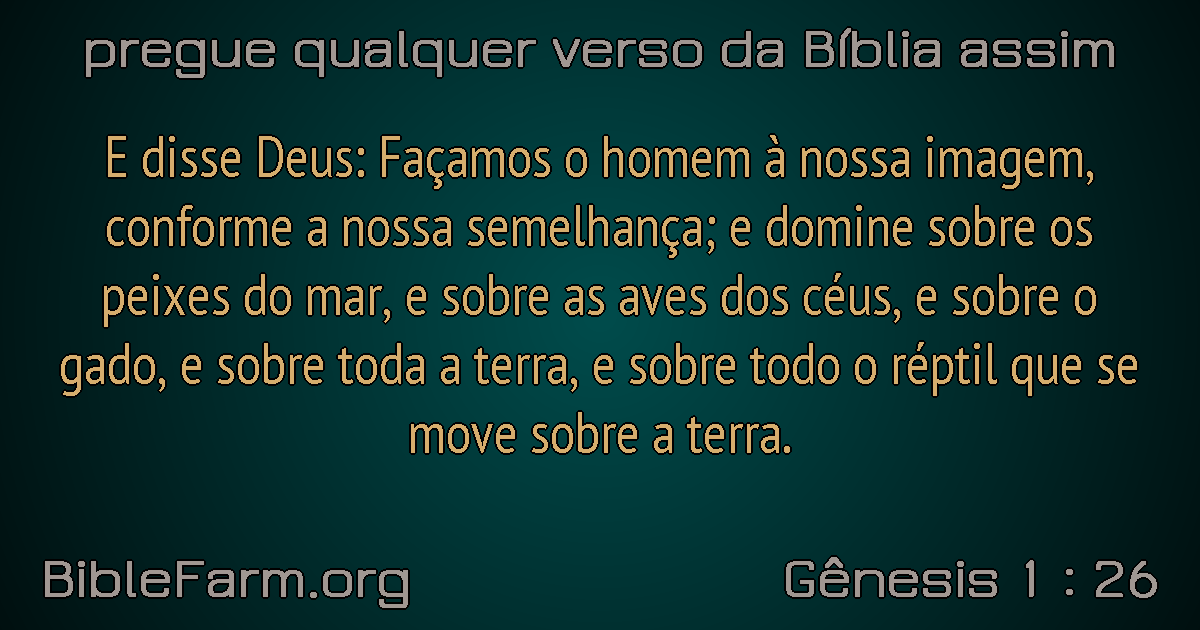 pregue qualquer verso da Bíblia assim
E disse Deus: Façamos o homem à nossa imagem,
conforme a nossa semelhança; e domine sobre os
peixes do mar, e sobre as aves dos céus, e sobre o
gado, e sobre toda a terra, e sobre todo o réptil que se
move sobre a terra.
BibleFarm.org
Gênesis 1 : 26